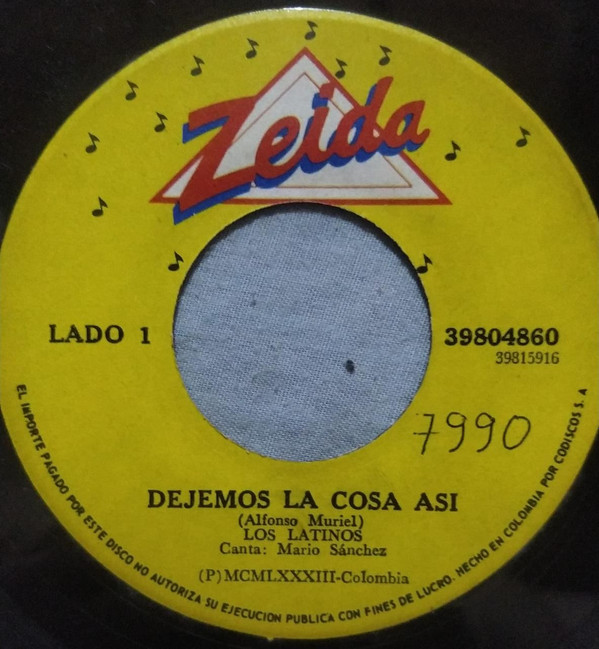 Zeida
LADO 1
39804860
39815916
7990
DEJEMOS LA COSA ASI
(Alfonso Muriel)
LOS LATINOS
Canta: Mario Sánchez
(P) MCMLXXXIII-Colombia
EL IMPORTE PAGADO POR ESTE DISCO NO AUTORIZA SU EJECUCION PUBLICA CON FINES DE LUCRO. HECHO EN COLOMBIA POR CODISCOS S. A